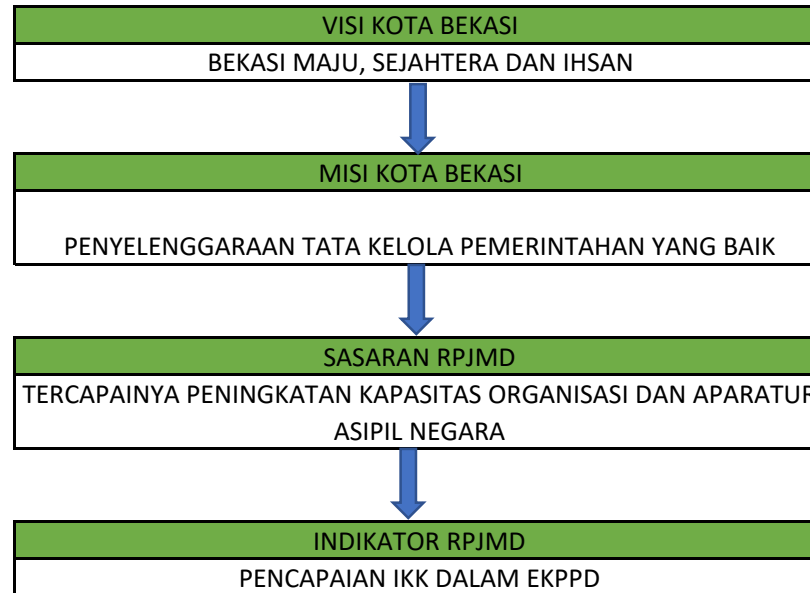 VISI KOTA BEKASI
BEKASI MAJU, SEJAHTERA DAN IHSAN
MISI KOTA BEKASI
PENYELENGGARAAN TATA KELOLA PEMERINTAHAN YANG BAIK
SASARAN RPJMD
TERCAPAINYA PENINGKATAN KAPASITAS ORGANISASI DAN APARATUR
ASIPIL NEGARA
INDIKATOR RPJMD
PENCAPAIAN IKK DALAM EKPPD